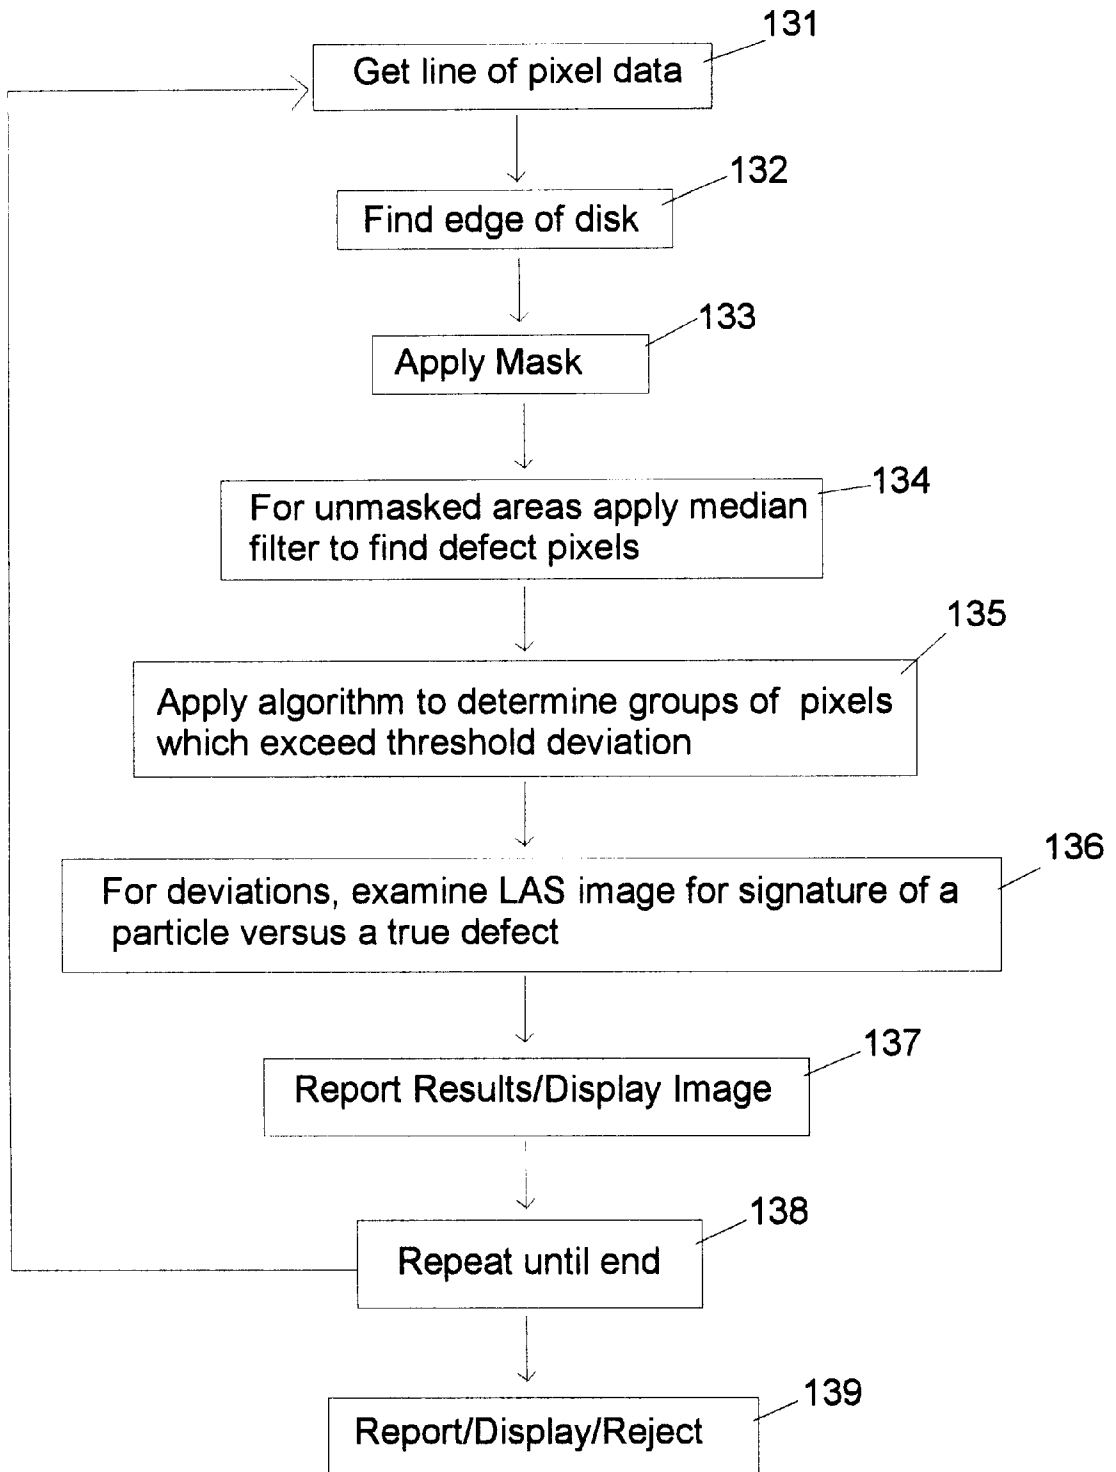 131
Get line of pixel data
132
Find edge of disk
133
Apply Mask
134
For unmasked areas apply median
filter to find defect pixels
135
Apply algorithm to determine groups of pixels
which exceed threshold deviation
136
For deviations, examine LAS image for signature of a
particle versus a true defect
137
Report Results/Display Image
138
Repeat until end
139
Report/Display/Reject